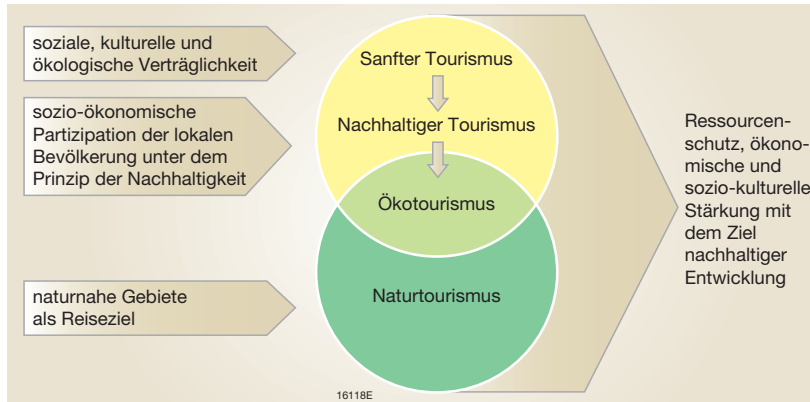 soziale, kulturelle und
ökologische Verträglichkeit
sozio-ökonomische
Partizipation der lokalen
Bevölkerung unter dem
Prinzip der Nachhaltigkeit
naturnahe Gebiete
als Reiseziel
Sanfter Tourismus
Nachhaltiger Tourismus
Ökotourismus
Naturtourismus
16118E
Ressourcen-
schutz, ökono-
mische und
sozio-kulturelle
Stärkung mit
dem Ziel
nachhaltiger
Entwicklung